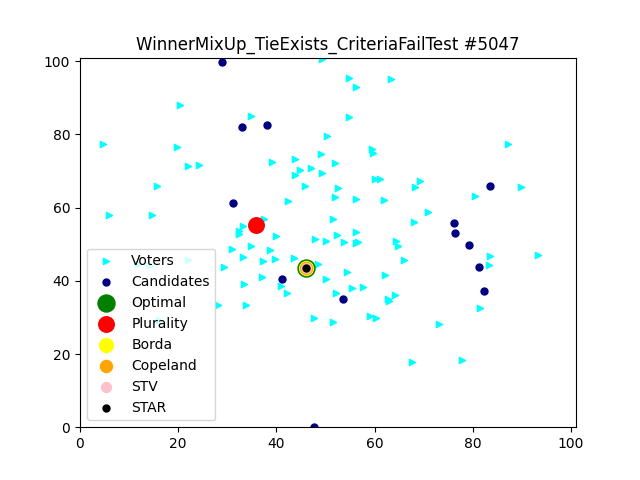 WinnerMixUp_TieExists_CriteriaFailTest #5047
100
80
60
40
20
0
Voters
Candidates
Optimal
Plurality
Borda
Copeland
STV
STAR
0 20 40 60 80 100